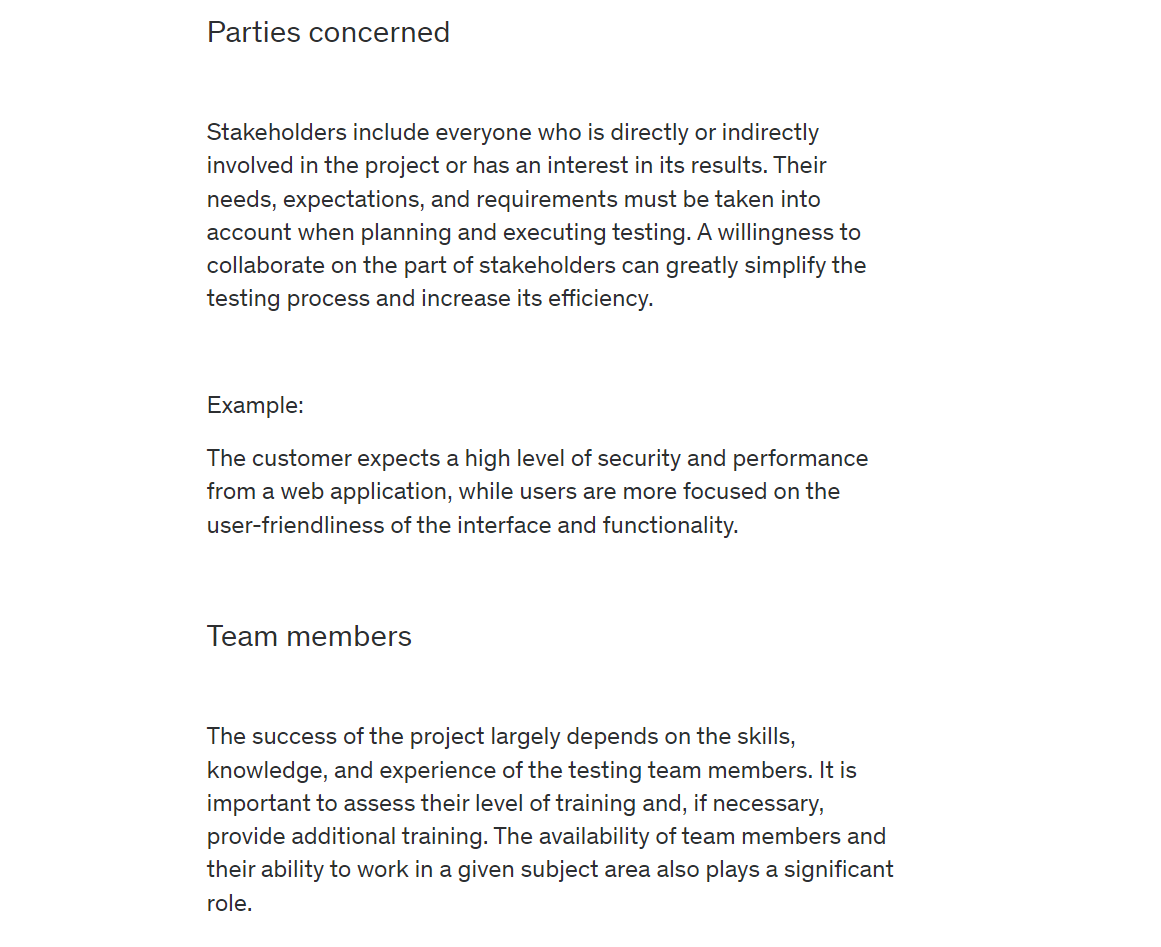 Parties concerned
Stakeholders include everyone who is directly or indirectly
involved in the project or has an interest in its results. Their
needs, expectations, and requirements must be taken into
account when planning and executing testing. A willingness to
collaborate on the part of stakeholders can greatly simplify the
testing process and increase its efficiency.
Example:
The customer expects a high level of security and performance
from a web application, while users are more focused on the
user-friendliness of the interface and functionality.
Team members
The success of the project largely depends on the skills,
knowledge, and experience of the testing team members. It is
important to assess their level of training and, if necessary,
provide additional training. The availability of team members and
their ability to work in a given subject area also plays a significant
role.